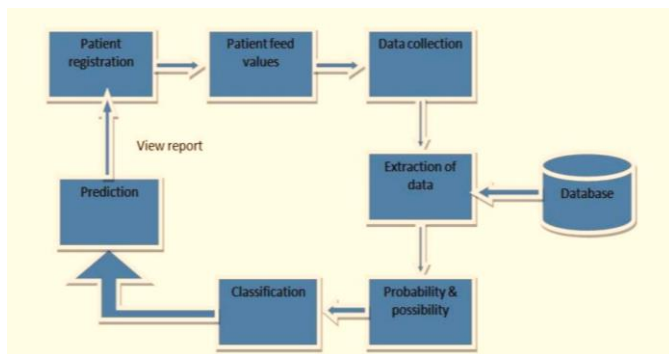 Patient
registration
Patient feed
values
Data collection
View report
Extraction of
data
Prediction
Database
Classification
Probability &
possibility